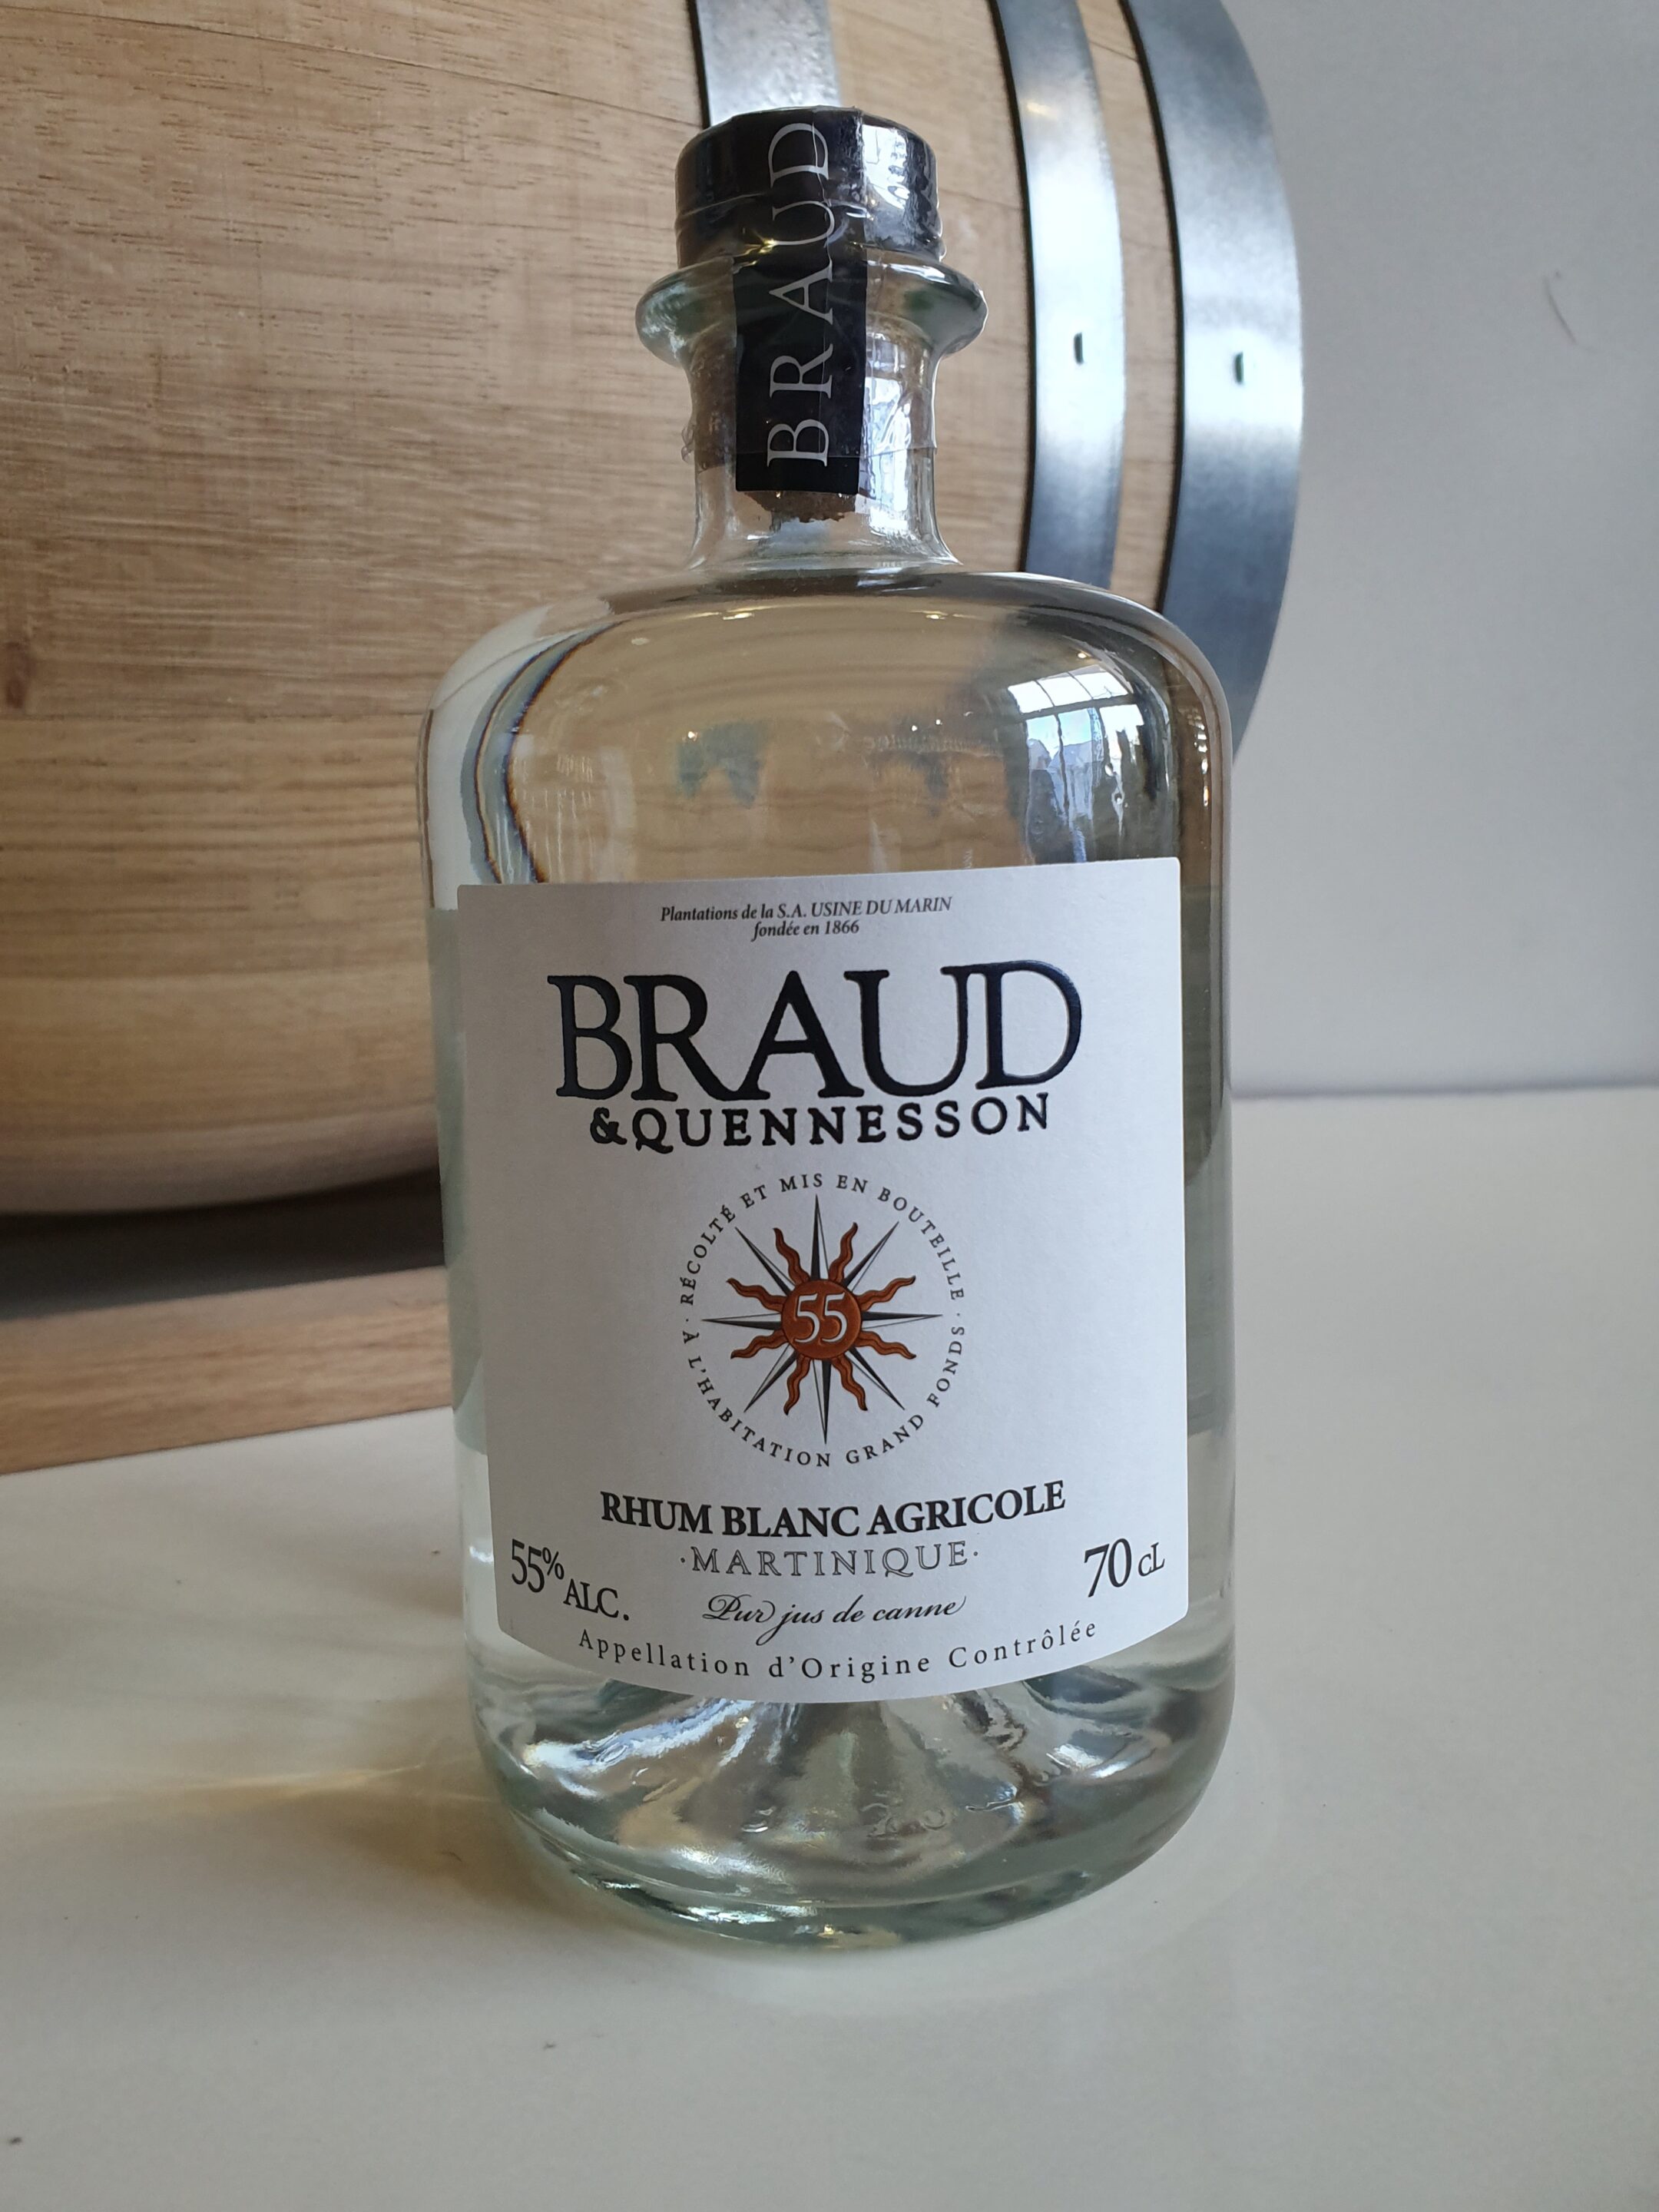 BRAUD
Plantations de la S.A. USINE DU MARIN
fondée en 1866
BRAUD
&QUENNESSON
· RÉCOLTÉ ET MIS EN BOUTEILLE ·
À L'HABITATION GRAND FONDS
55
RHUM BLANC AGRICOLE
·MARTINIQUE·
55% ALC.
70 cL
Pur jus de canne
Appellation d'Origine Contrôlée